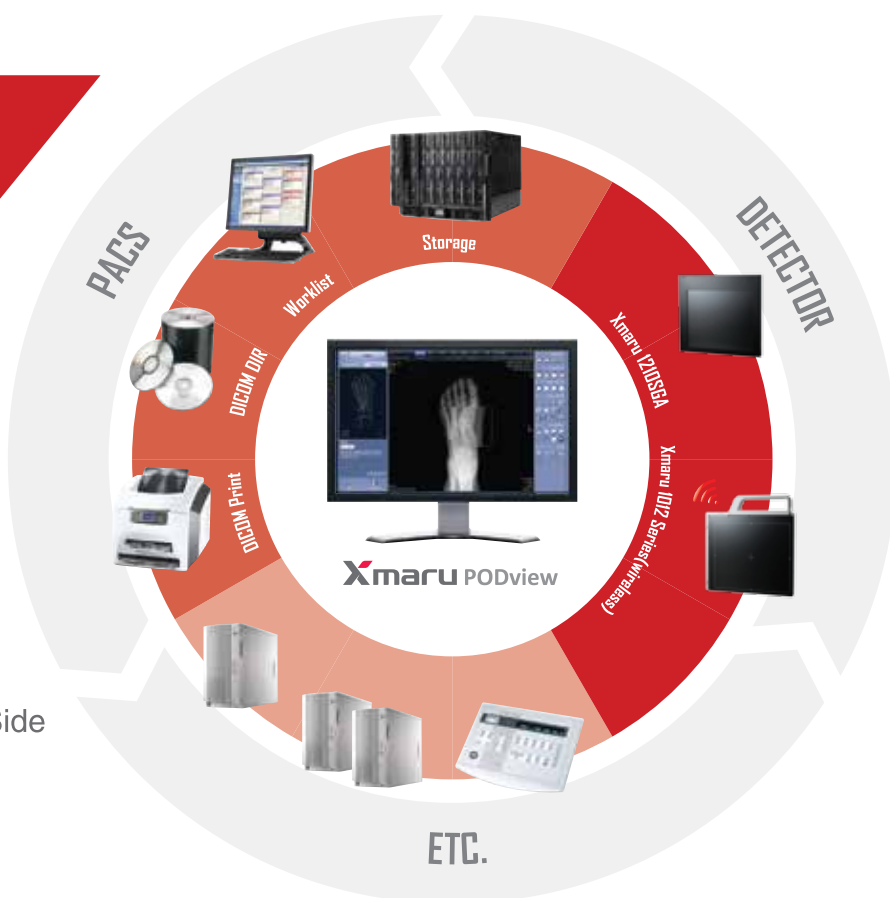 PACS
DETECTOR
Storage
Worklist
DICOM DIR
DICOM Print
Xmaru 1210SGA
Xmaru 1012 Series(wireless)
Xmaru PODview
Side
ETC.